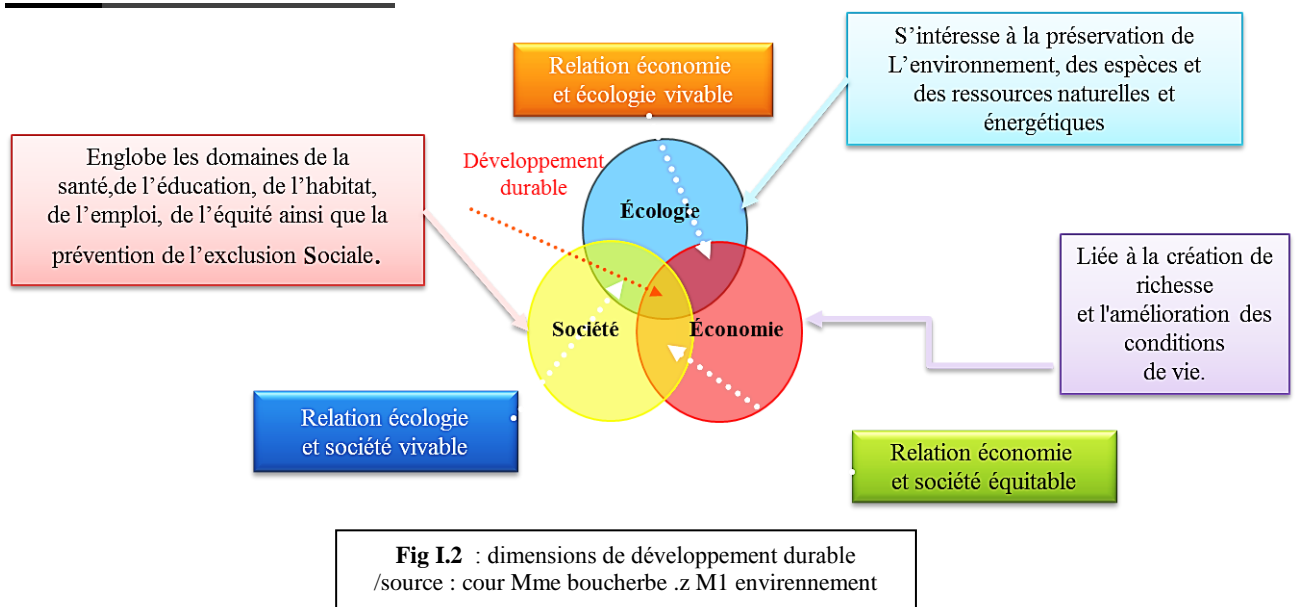 Relation économie
et écologie vivable
S’intéresse à la préservation de
L’environnement, des espèces et
des ressources naturelles et
énergétiques
Englobe les domaines de la
santé,de l’éducation, de l’habitat,
de l’emploi, de l’équité ainsi que la
prévention de l’exclusion Sociale.
Développement
durable
Écologie
Société
Économie
Liée à la création de
richesse
et l'amélioration des
conditions
de vie.
Relation écologie
et société vivable
Relation économie
et société équitable
Fig I.2 : dimensions de développement durable
/source : cour Mme boucherbe .z M1 envirennement